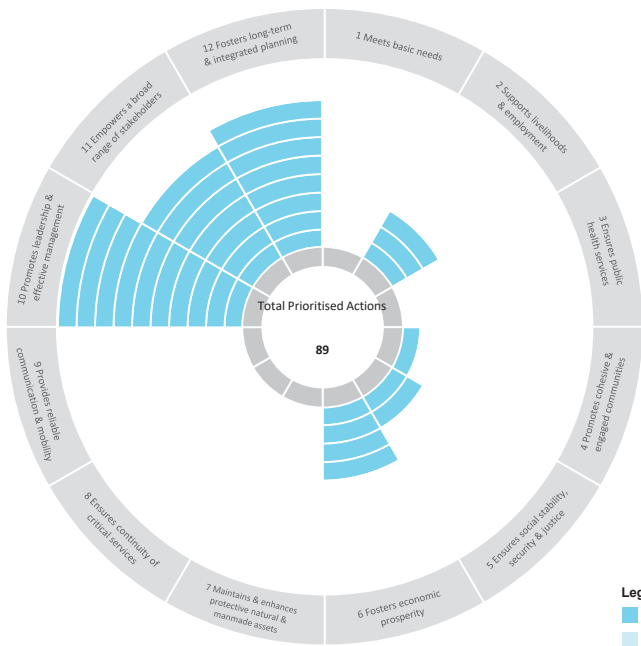 12 Fosters long-term
& integrated planning
1 Meets basic needs
2 Supports livelihoods
& employment
3 Ensures public
health services
4 Promotes cohesive &
engaged communities
5 Ensures social stability,
security & justice
6 Fosters economic
prosperity
7 Maintains & enhances
protective natural &
manmade assets
8 Ensures continuity of
critical services
9 Provides reliable
communication & mobility
10 Promotes leadership &
effective management
11 Empowers a broad
range of stakeholders
Total Prioritised Actions
89
Leg